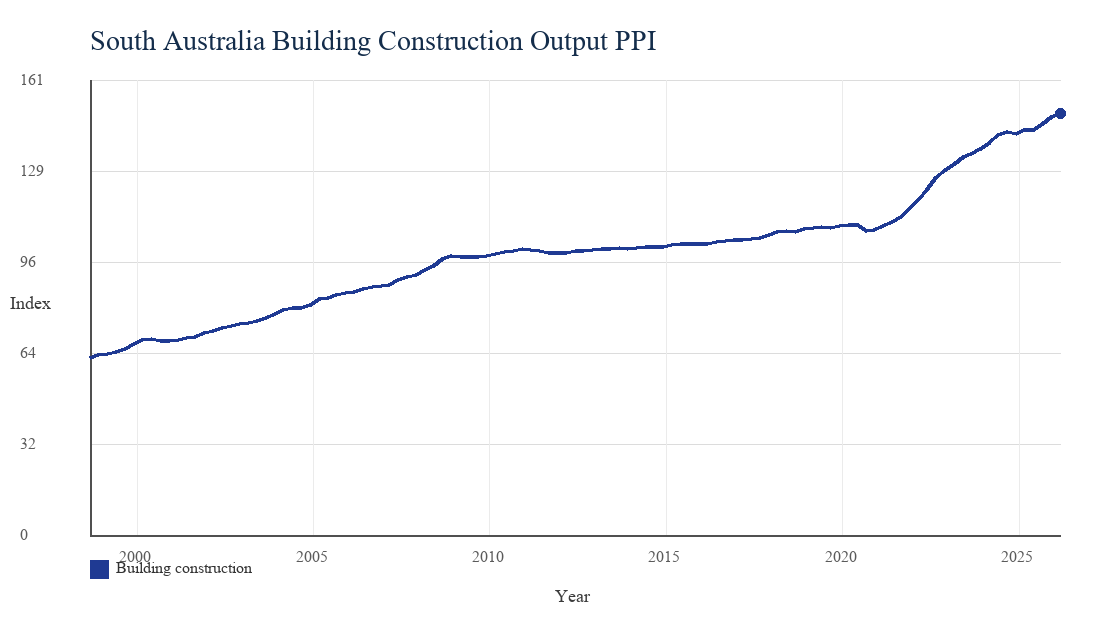 South Australia Building Construction Output PPI
161
129
96
Index
64
32
0
2000 2005 2010 2015 2020 2025
Building construction
Year